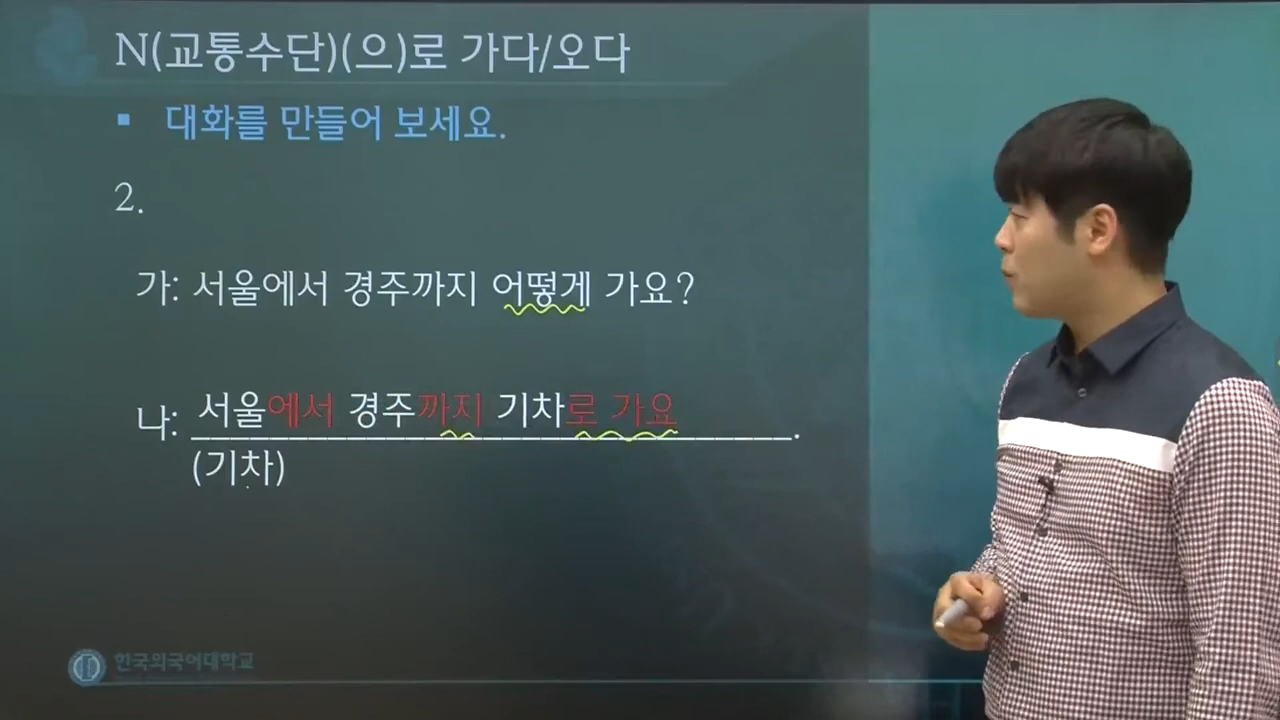 N(교통수단)(으)로 가다/오다
▪ 대화를 만들어 보세요.
2.
가: 서울에서 경주까지 어떻게 가요?
나: 서울에서 경주까지 기차로 가요.
(기차)
한국외국어대학교